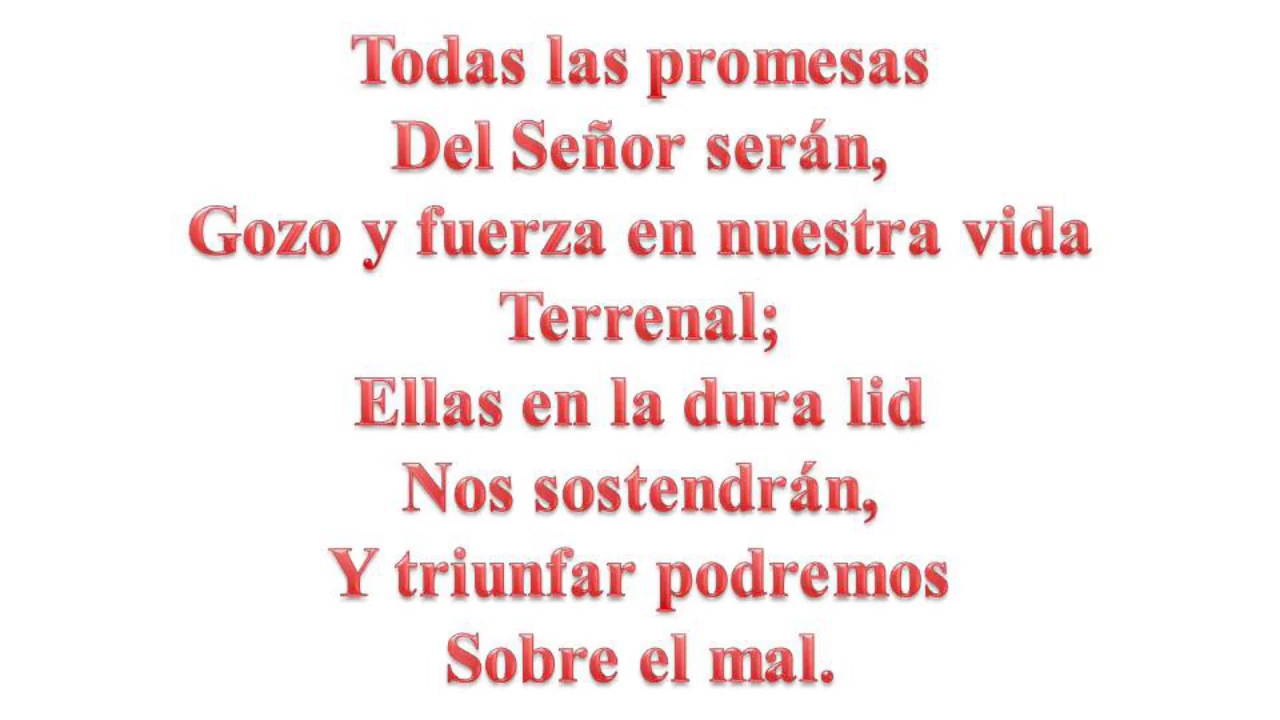 Todas las promesas
Del Señor serán,
Gozo y fuerza en nuestra vida
Terrenal;
Ellas en la dura lid
Nos sostendrán,
Y triunfar podremos
Sobre el mal.